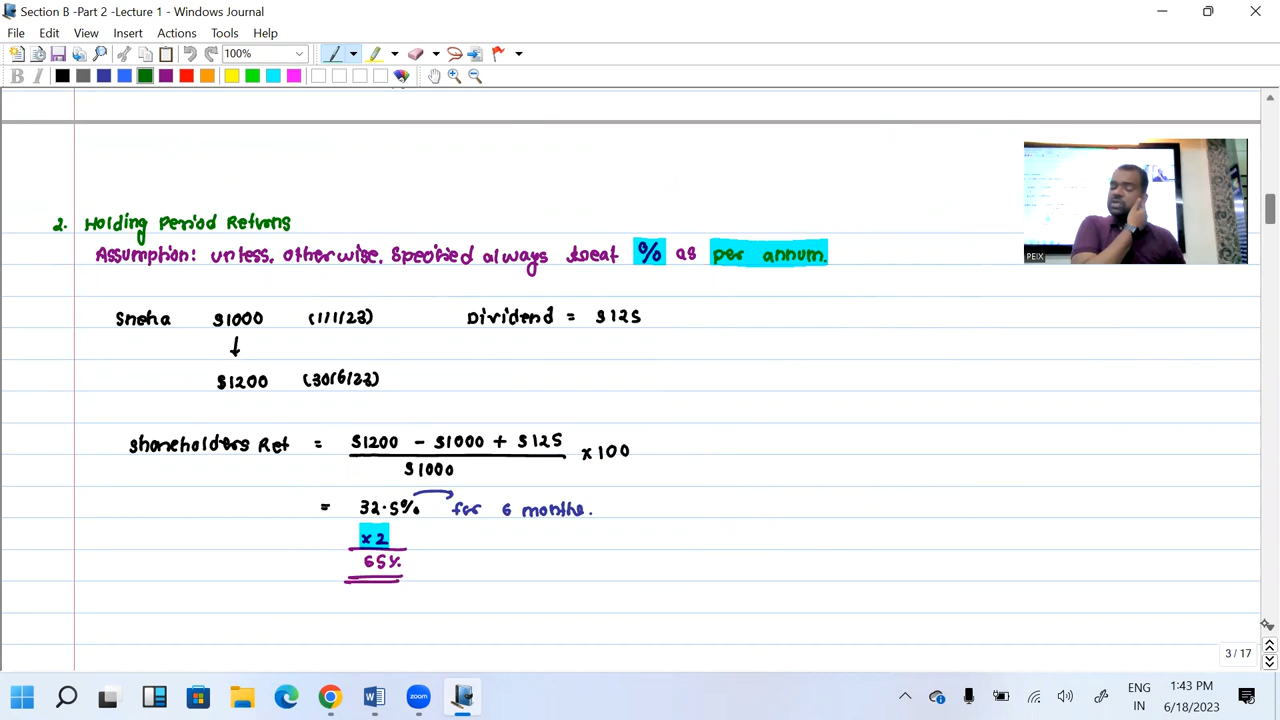 Section B -Part 2 -Lecture 1 - Windows Journal
File Edit View Insert Actions Tools Help
100%
B I
2. Holding Period Returns
Assumption: unless, otherwise, specified always treat % as per annum.
Sneha $1000 (1/1/23) Dividend = $125
$1200 (30/6/23)
Shareholders Ret = $1200 - $1000 + $125 x 100
$1000
= 32.5% for 6 months.
x 2
65%
PEIX
3 / 17
zoom
ENG
IN
1:43 PM
6/18/2023